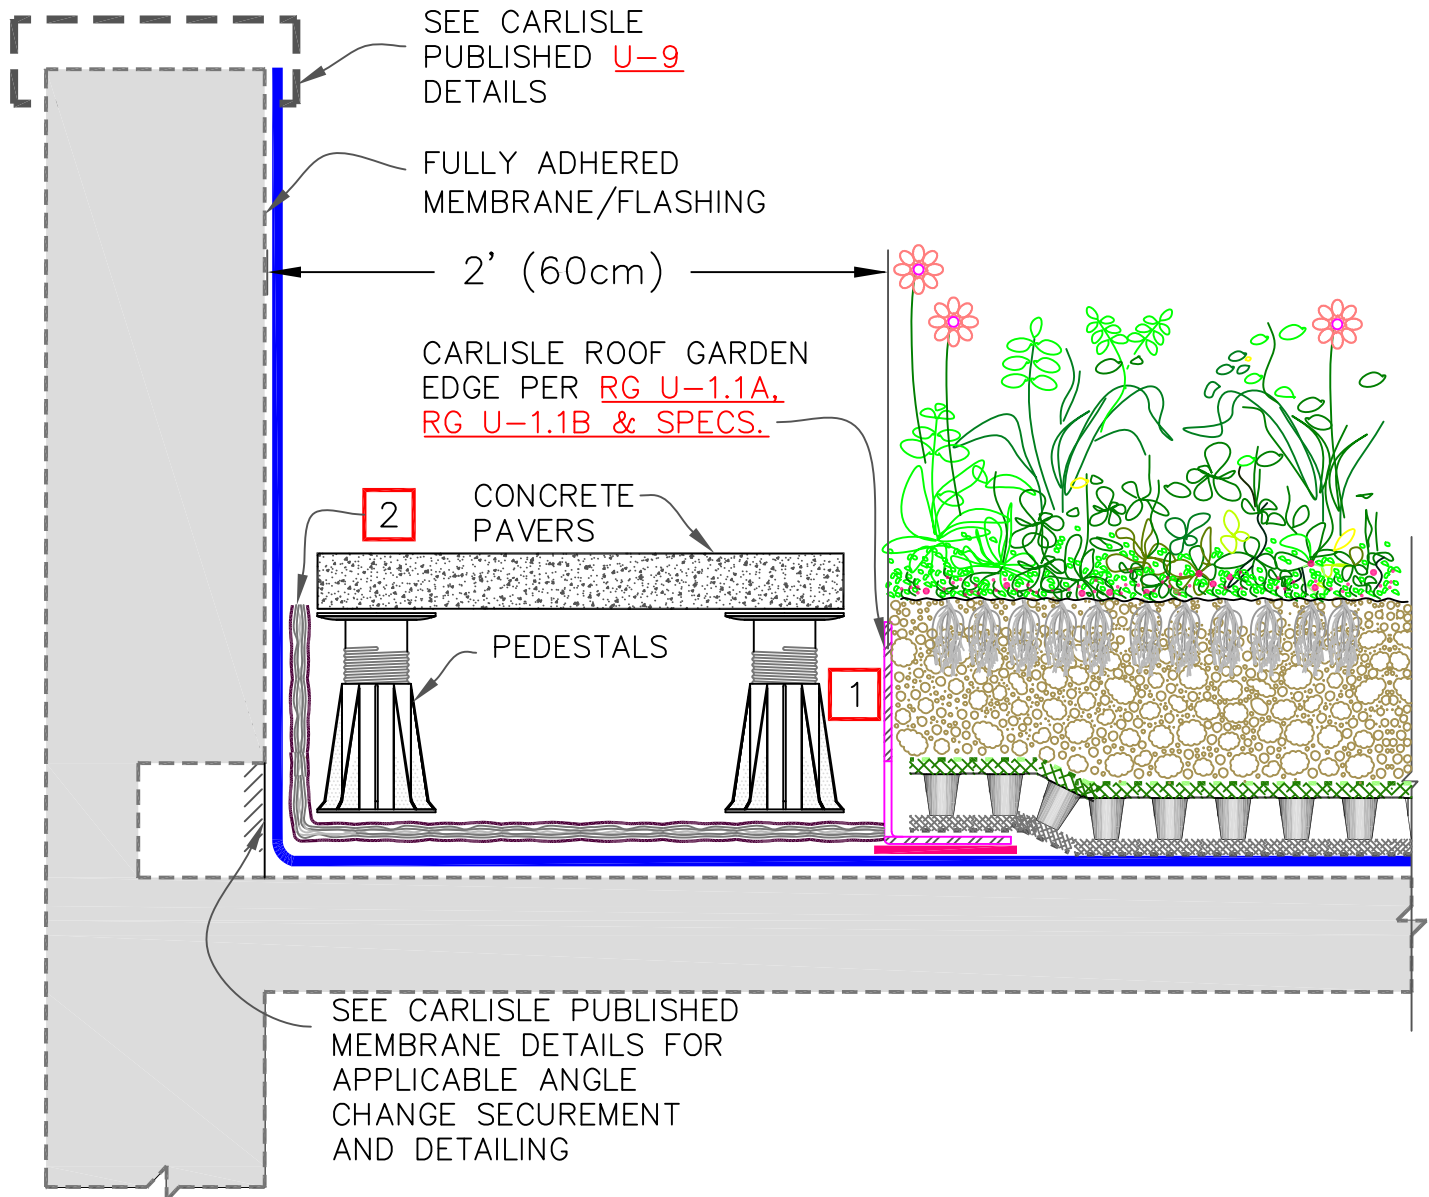 SEE CARLISLE
PUBLISHED U-9
DETAILS
FULLY ADHERED
MEMBRANE/FLASHING
2' (60cm)
CARLISLE ROOF GARDEN
EDGE PER RG U-1.1A,
RG U-1.1B & SPECS.
2
CONCRETE
PAVERS
PEDESTALS
1
SEE CARLISLE PUBLISHED
MEMBRANE DETAILS FOR
APPLICABLE ANGLE
CHANGE SECUREMENT
AND DETAILING